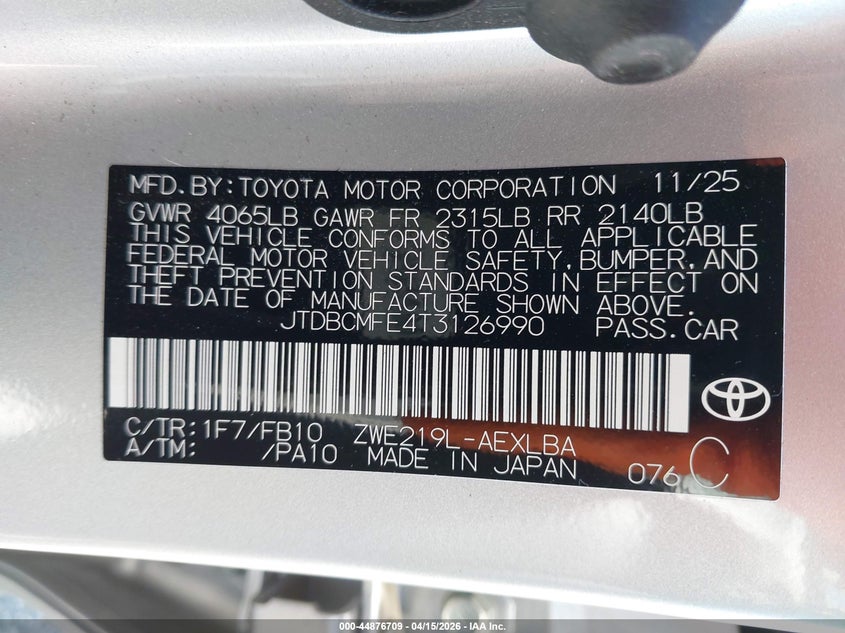 MFD.BY:TOYOTA MOTOR CORPORATION 11/25
GVWR 4065LB GAWR FR 2315LB RR 2140LB
THIS VEHICLE CONFORMS TO ALL APPLICABLE
FEDERAL MOTOR VEHICLE SAFETY,BUMPER,AND
THEFT PREVENTION STANDARDS IN EFFECT ON
THE DATE OF MANUFACTURE SHOWN ABOVE.
JTDBCMFE4T3126990 PASS.CAR
C/TR:1F7/FB10 ZWE219L-AEXLBA
A/TM: /PA10 MADE IN JAPAN 076 C
000-44876709 - 04/15/2026 - IAA Inc.